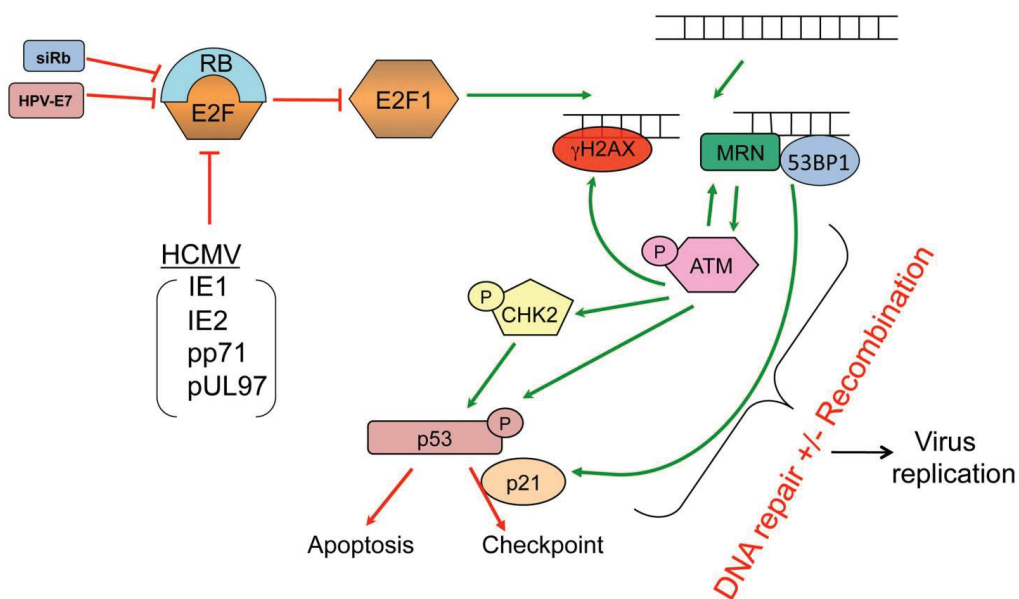 siRb
HPV-E7
RB
E2F
E2F1
γH2AX
MRN
53BP1
P
ATM
HCMV
IE1
IE2
pp71
pUL97
P
CHK2
P
p53
p21
Apoptosis
Checkpoint
DNA repair +/- Recombination
Virus
replication